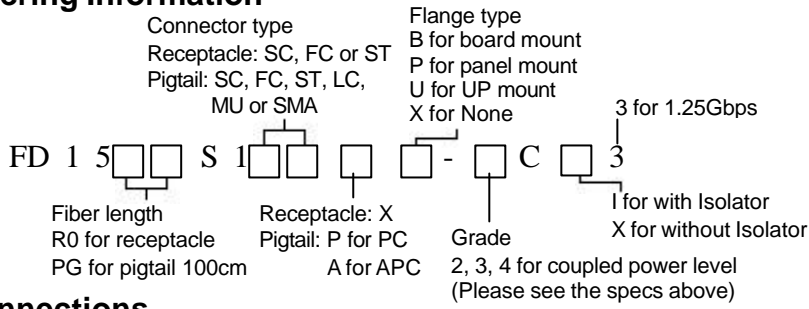 ering information
Connector type
Receptacle: SC, FC or ST
Pigtail: SC, FC, ST, LC,
MU or SMA
Flange type
B for board mount
P for panel mount
U for UP mount
X for None
3 for 1.25Gbps
FD 1 5 S 1 - C 3
Fiber length
R0 for receptacle
PG for pigtail 100cm
Receptacle: X
Pigtail: P for PC
A for APC
Grade
2, 3, 4 for coupled power level
(Please see the specs above)
I for with Isolator
X for without Isolator
nnections